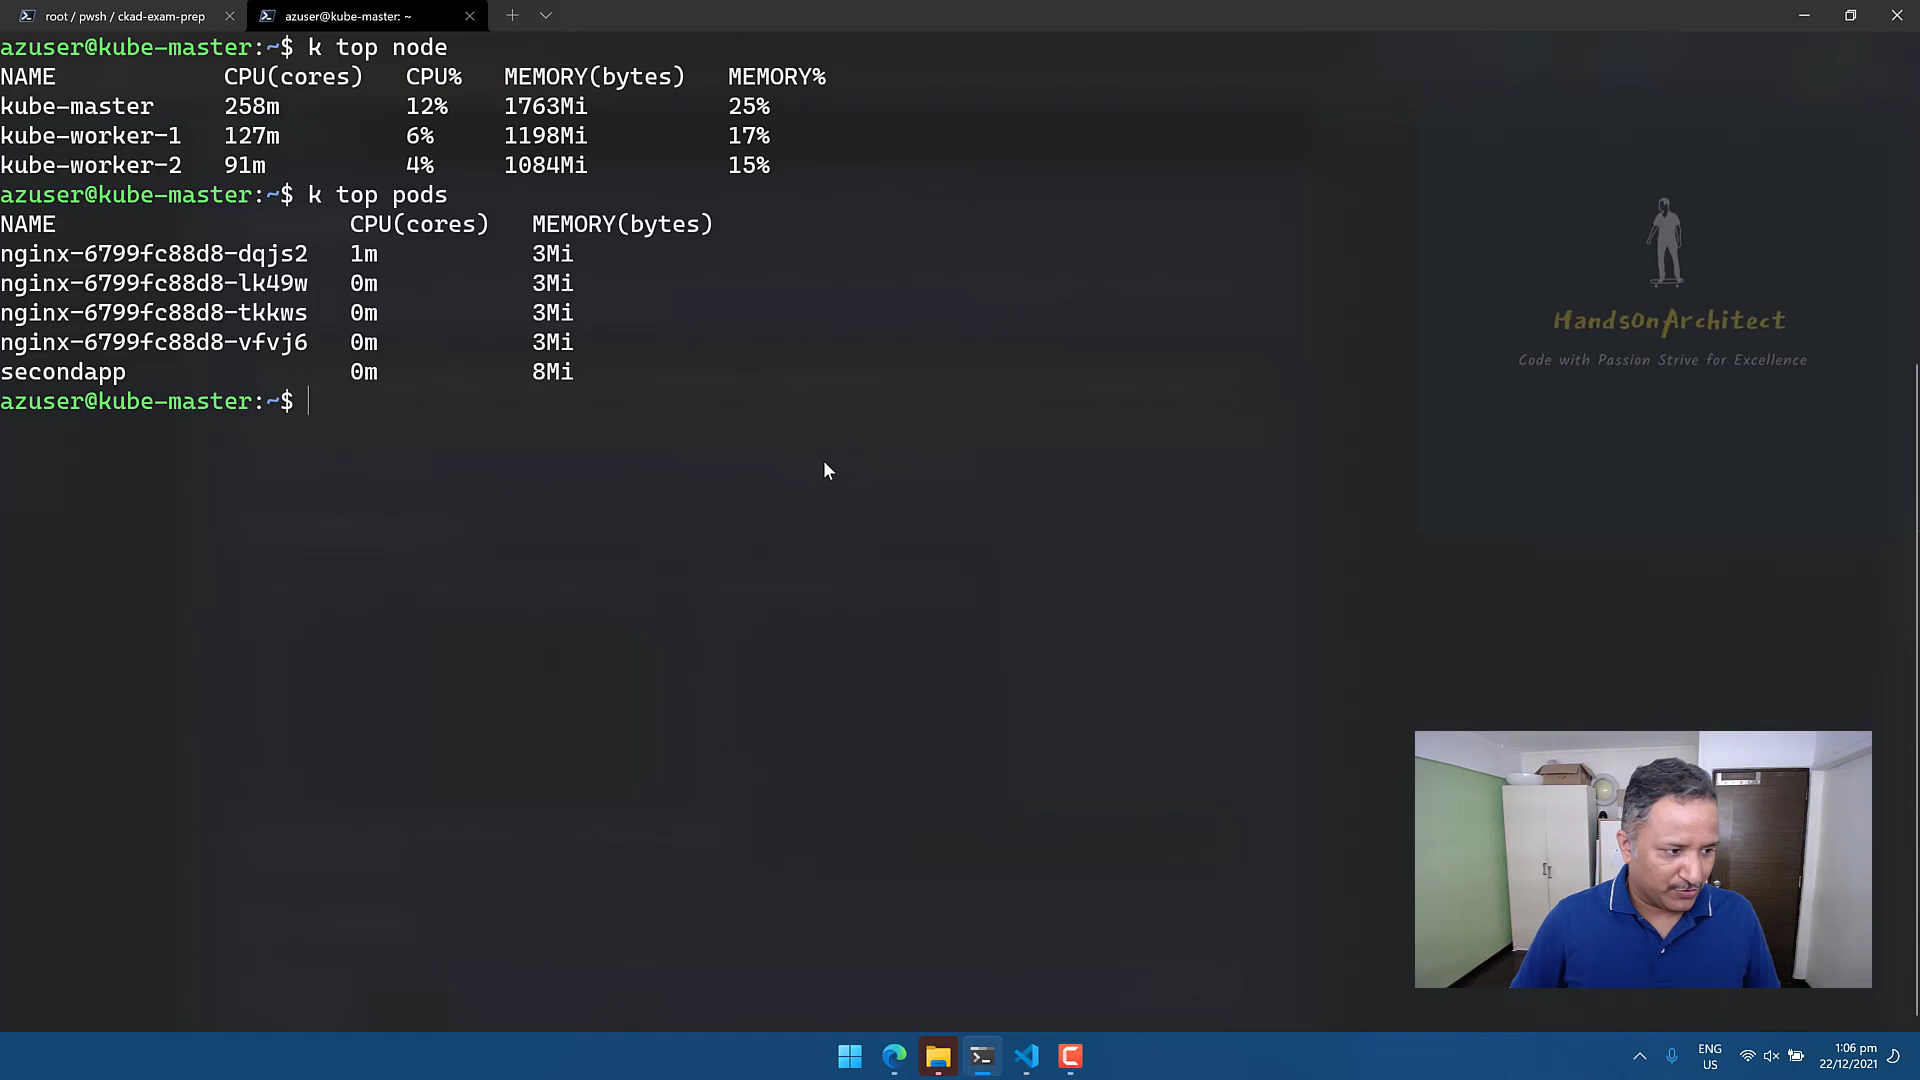 root / pwsh / ckad-exam-prep
azuser@kube-master: ~
azuser@kube-master:~$ k top node
NAME CPU(cores) CPU% MEMORY(bytes) MEMORY%
kube-master 258m 12% 1763Mi 25%
kube-worker-1 127m 6% 1198Mi 17%
kube-worker-2 91m 4% 1084Mi 15%
azuser@kube-master:~$ k top pods
NAME CPU(cores) MEMORY(bytes)
nginx-6799fc88d8-dqjs2 1m 3Mi
nginx-6799fc88d8-lk49w 0m 3Mi
nginx-6799fc88d8-tkkws 0m 3Mi
nginx-6799fc88d8-vfvj6 0m 3Mi
secondapp 0m 8Mi
azuser@kube-master:~$
HandsOnArchitect
Code with Passion Strive for Excellence
ENG
US
1:06 pm
22/12/2021